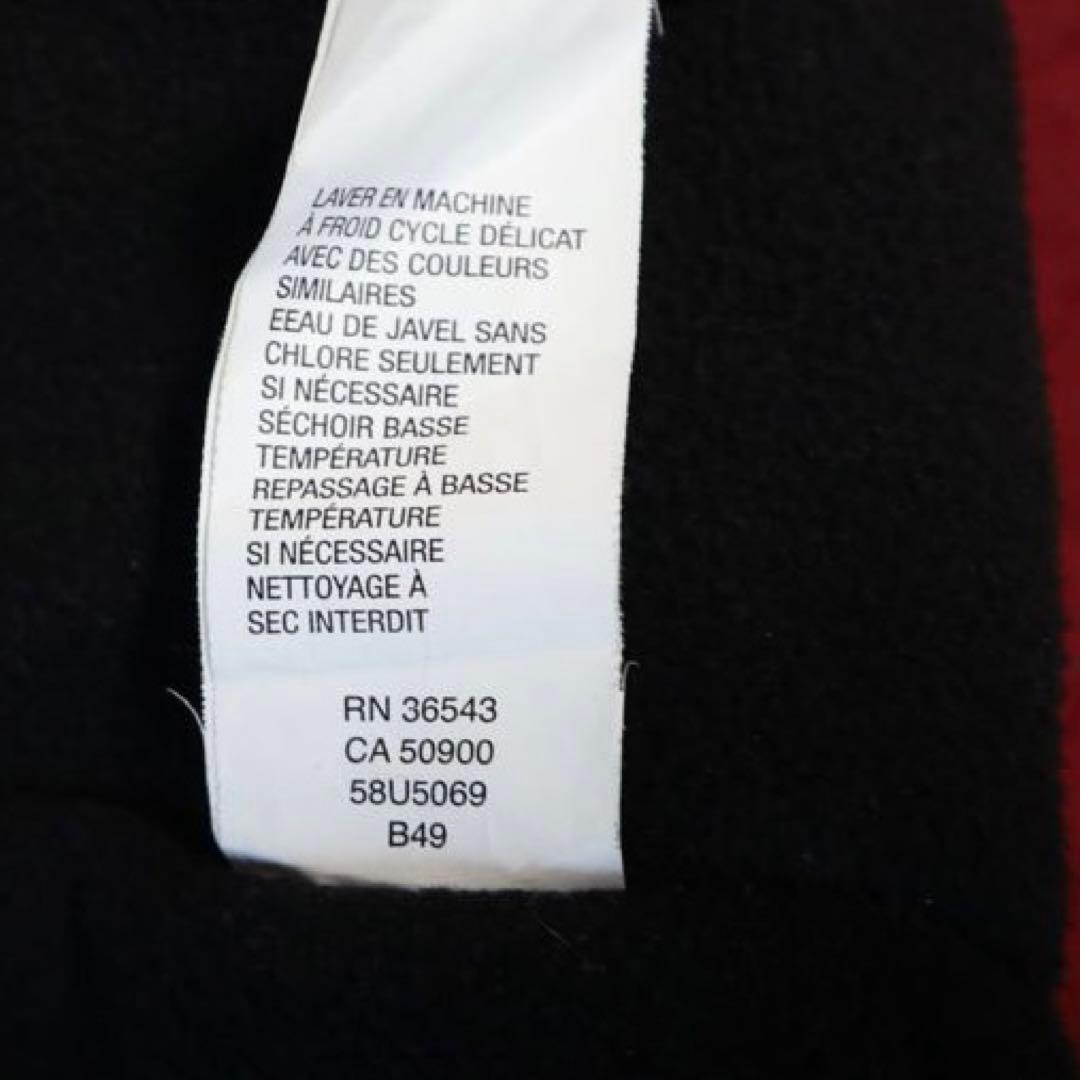 LAVER EN MACHINE
À FROID CYCLE DÉLICAT
AVEC DES COULEURS
SIMILAIRES
EEAU DE JAVEL SANS
CHLORE SEULEMENT
SI NÉCESSAIRE
SÉCHOIR BASSE
TEMPÉRATURE
REPASSAGE À BASSE
TEMPÉRATURE
SI NÉCESSAIRE
NETTOYAGE À
SEC INTERDIT
RN 36543
CA 50900
58U5069
B49